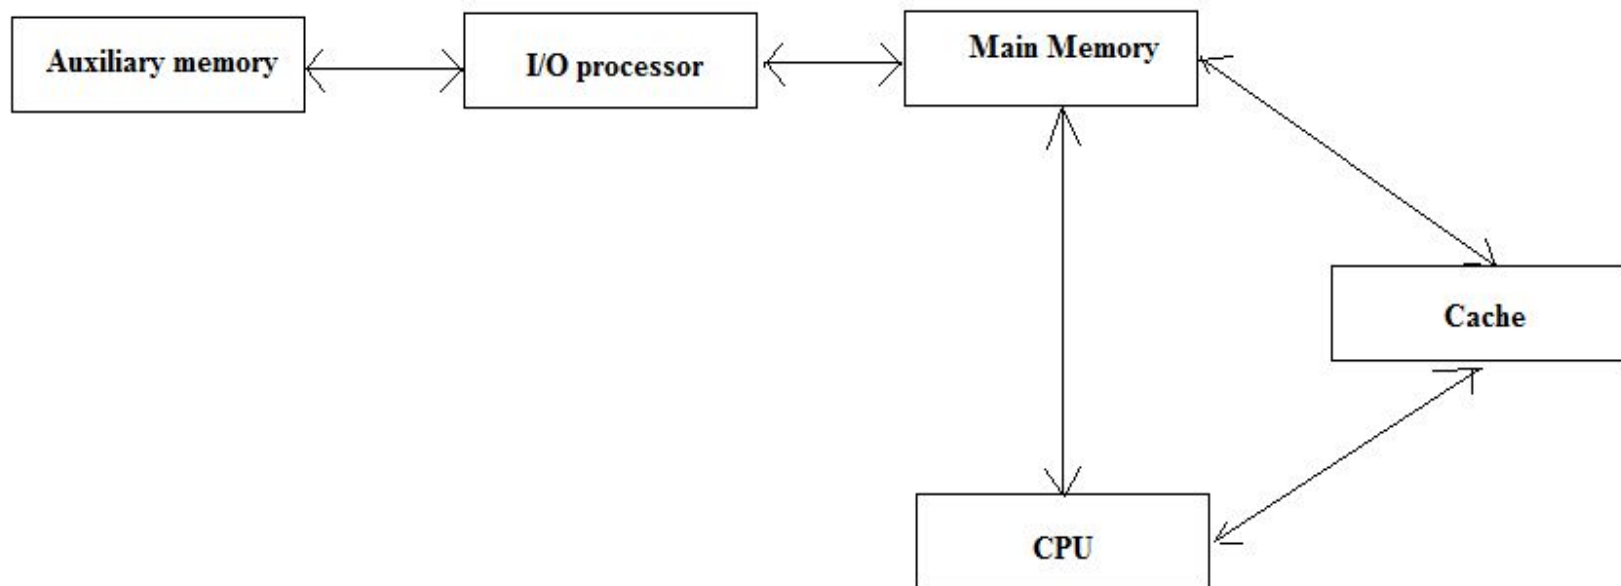 Auxiliary memory
I/O processor
Main Memory
Cache
CPU